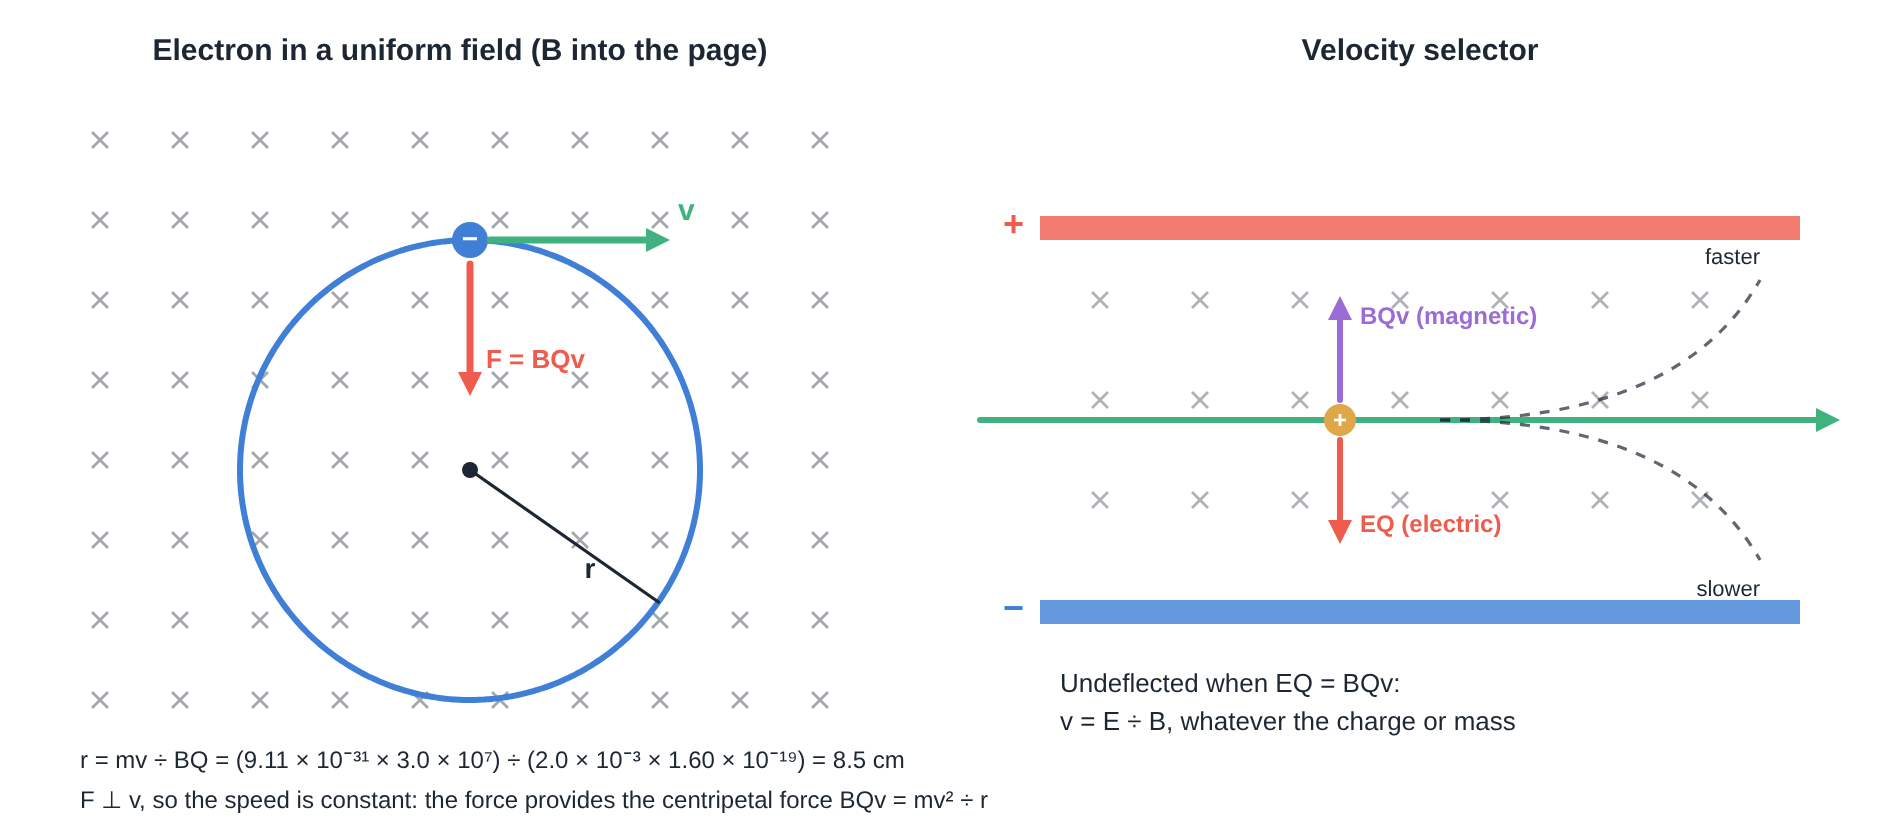 Electron in a uniform field (B into the page)
v
−
F = BQv
r
r = mv ÷ BQ = (9.11 × 10⁻³¹ × 3.0 × 10⁷) ÷ (2.0 × 10⁻³ × 1.60 × 10⁻¹⁹) = 8.5 cm
F ⊥ v, so the speed is constant: the force provides the centripetal force BQv = mv² ÷ r
Velocity selector
+
faster
BQv (magnetic)
+
EQ (electric)
slower
−
Undeflected when EQ = BQv:
v = E ÷ B, whatever the charge or mass